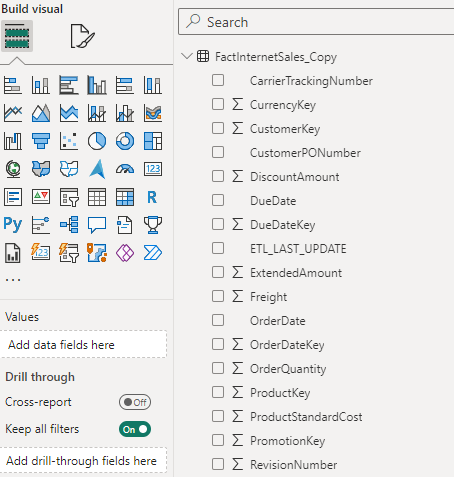 Build visual
Search
FactInternetSales_Copy
CarrierTrackingNumber
CurrencyKey
CustomerKey
CustomerPONumber
DiscountAmount
DueDate
DueDateKey
ETL_LAST_UPDATE
ExtendedAmount
Freight
OrderDate
OrderDateKey
OrderQuantity
ProductKey
ProductStandardCost
PromotionKey
RevisionNumber
123
R
Py
123
...
Values
Add data fields here
Drill through
Cross-report
Off
Keep all filters
On
Add drill-through fields here